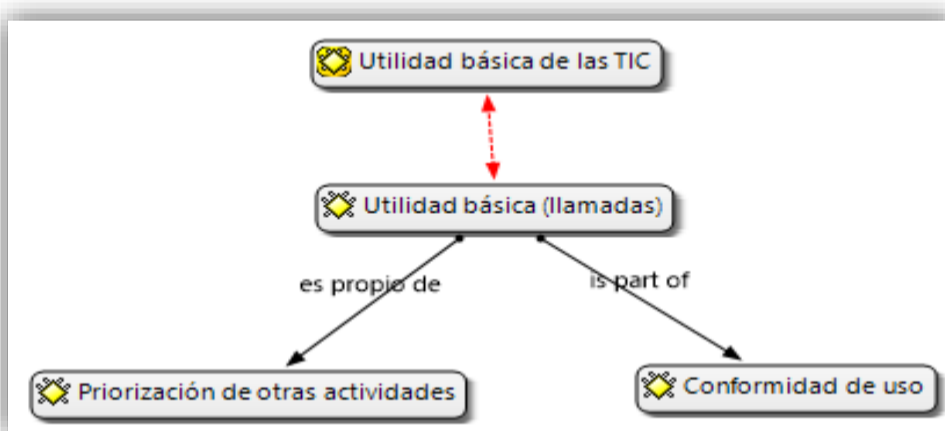 Utilidad básica de las TIC
Utilidad básica (llamadas)
es propio de
is part of
Priorización de otras actividades
Conformidad de uso